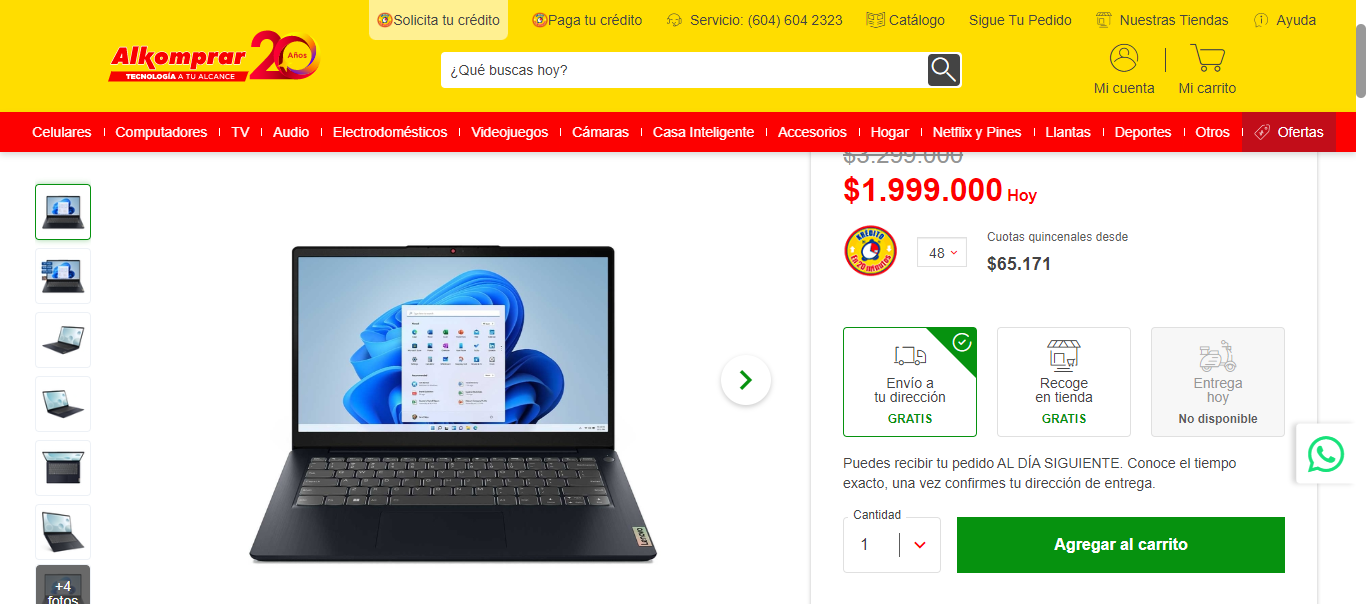 Solicita tu crédito
Paga tu crédito
Servicio: (604) 604 2323
Catálogo
Sigue Tu Pedido
Nuestras Tiendas
Ayuda
Alkomprar 20 Años
TECNOLOGÍA A TU ALCANCE
¿Qué buscas hoy?
Mi cuenta
Mi carrito
Celulares
Computadores
TV
Audio
Electrodomésticos
Videojuegos
Cámaras
Casa Inteligente
Accesorios
Hogar
Netflix y Pines
Llantas
Deportes
Otros
Ofertas
$3.299.000
$1.999.000 Hoy
KREDITO
En 20 minutos
48
Cuotas quincenales desde
$65.171
Envío a
tu dirección
GRATIS
Recoge
en tienda
GRATIS
Entrega
hoy
No disponible
Puedes recibir tu pedido AL DÍA SIGUIENTE. Conoce el tiempo
exacto, una vez confirmes tu dirección de entrega.
Cantidad
1
Agregar al carrito
Lenovo
+4
fotos